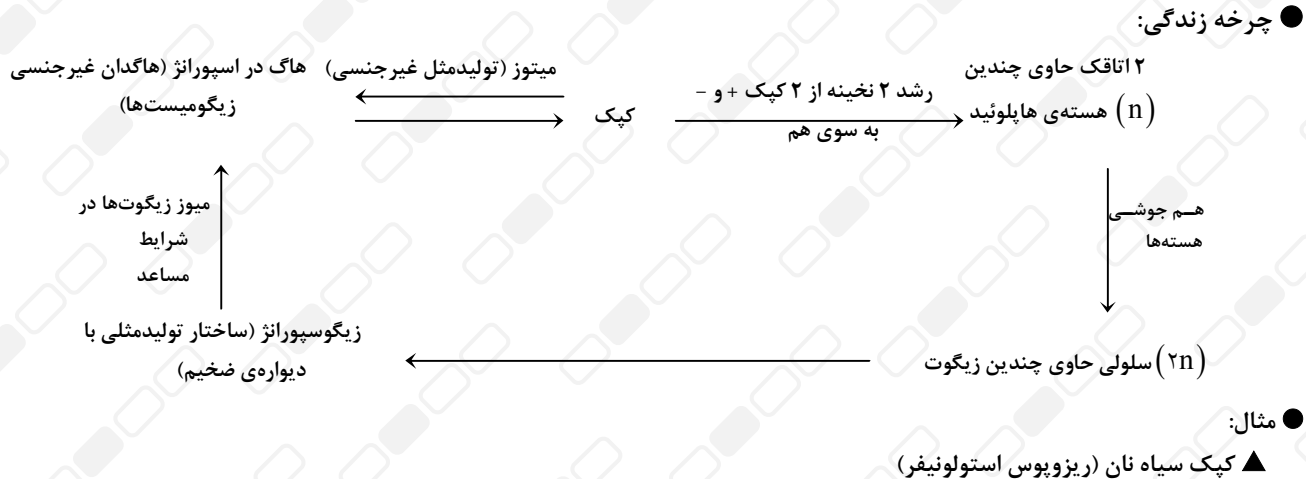 ● چرخه زندگی:
۲ اتاقک حاوی چندین
هسته‌ی هاپلوئید (n)
رشد ۲ نخینه از ۲ کپک + و -
به سوی هم
کپک
میتوز (تولیدمثل غیرجنسی)
هاگ در اسپورانژ (هاگدان غیرجنسی
زیگومیست‌ها)
هـم جوشـی
هسته‌ها
میوز زیگوت‌ها در
شرایط
مساعد
(۲n) سلولی حاوی چندین زیگوت
زیگوسپورانژ (ساختار تولیدمثلی با
دیواره‌ی ضخیم)
● مثال:
▲ کپک سیاه نان (ریزوپوس استولونیفر)